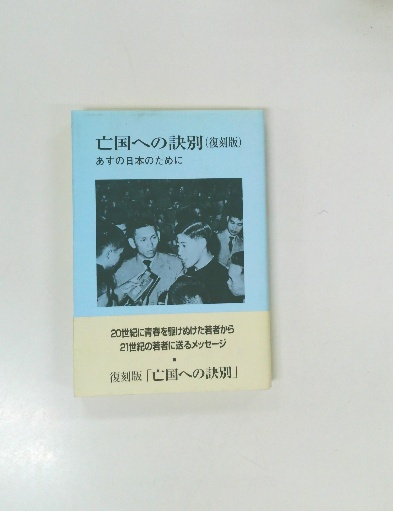 亡国への訣別(復刻版)
あすの日本のために
20世紀に青春を駆けぬけた若者から
21世紀の若者に送るメッセージ
復刻版「亡国への訣別」